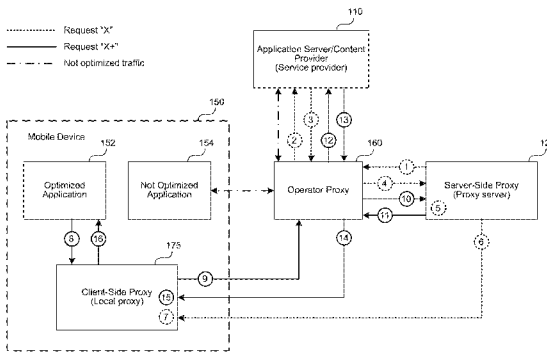 Request "X"
Request "X+"
Not optimized traffic
110
Application Server/Content
Provider
(Service provider)
150
Mobile Device
152
154
Optimized
Application
Not Optimized
Application
2
3
12
13
160
Operator Proxy
1
4
10
11
12
Server-Side Proxy
(Proxy server)
5
6
8
16
9
14
175
Client-Side Proxy
(Local proxy)
15
7